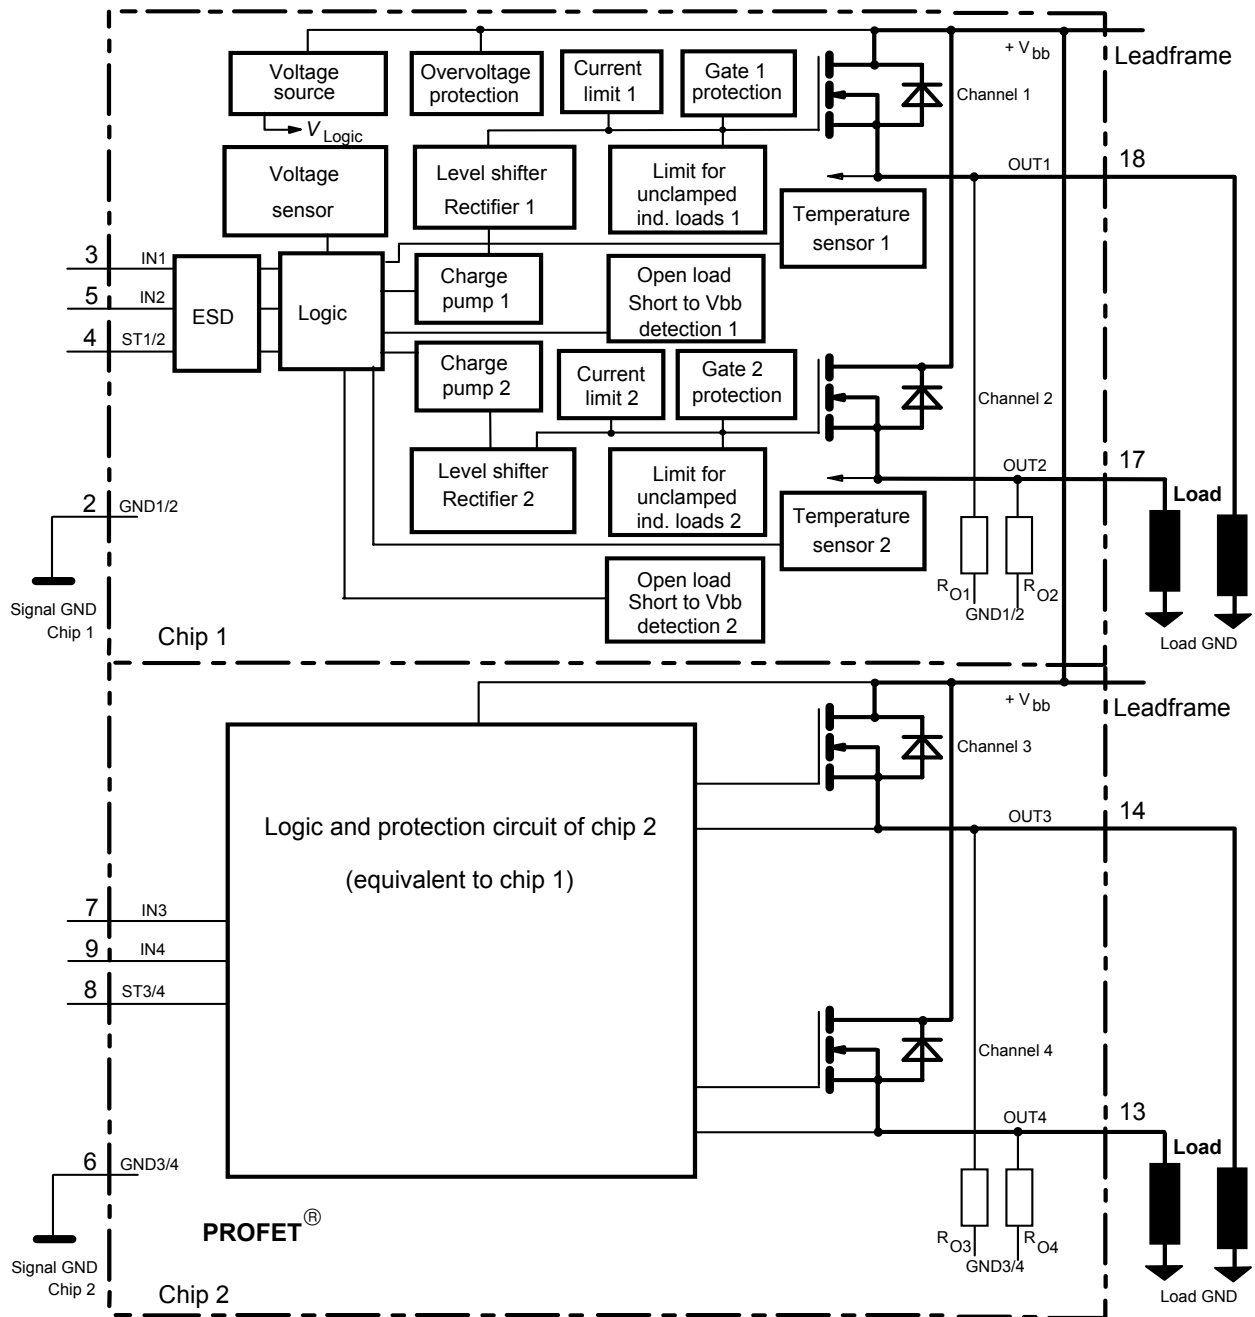 + Vbb
Leadframe
Voltage
source
Overvoltage
protection
Current
limit 1
Gate 1
protection
Channel 1
VLogic
Voltage
sensor
Level shifter
Rectifier 1
Limit for
unclamped
ind. loads 1
OUT1
18
Temperature
sensor 1
3
IN1
5
IN2
4
ST1/2
ESD
Logic
Charge
pump 1
Open load
Short to Vbb
detection 1
Charge
pump 2
Current
limit 2
Gate 2
protection
Channel 2
Level shifter
Rectifier 2
Limit for
unclamped
ind. loads 2
OUT2
17
Load
2
GND1/2
Temperature
sensor 2
Open load
Short to Vbb
detection 2
RO1
RO2
GND1/2
Signal GND
Chip 1
Chip 1
Load GND
+ Vbb
Leadframe
Channel 3
Logic and protection circuit of chip 2
(equivalent to chip 1)
OUT3
14
7
IN3
9
IN4
8
ST3/4
Channel 4
OUT4
13
Load
6
GND3/4
PROFET®
RO3
RO4
GND3/4
Signal GND
Chip 2
Chip 2
Load GND